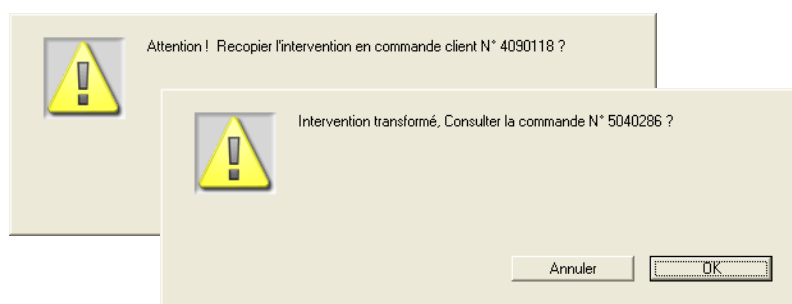 Attention ! Recopier l'intervention en commande client N° 4090118 ?
Intervention transformé, Consulter la commande N° 5040286 ?
Annuler
OK